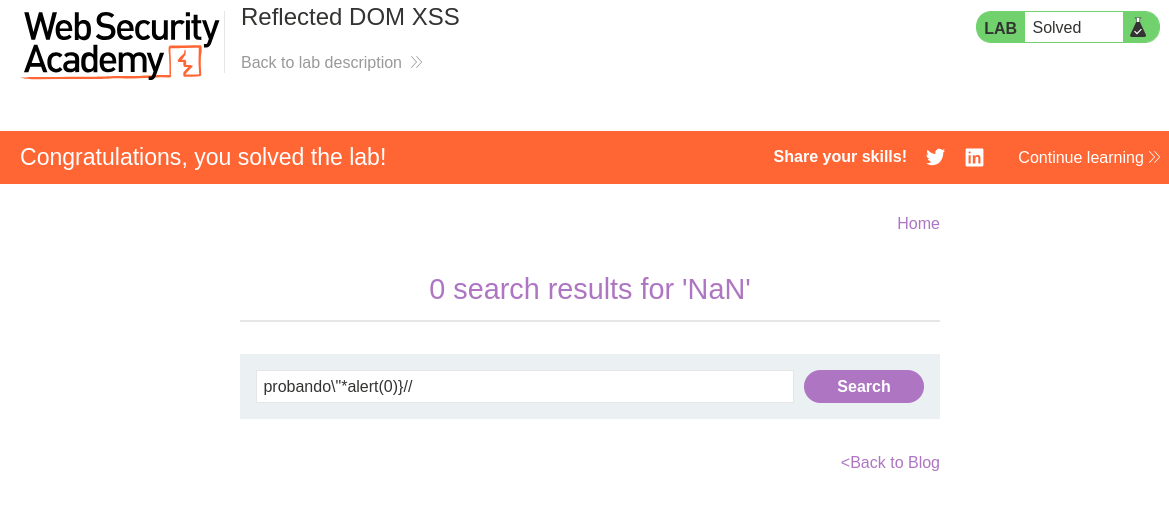 Web Security
Academy
Reflected DOM XSS
Back to lab description
LAB Solved
Congratulations, you solved the lab!
Share your skills!
Continue learning
Home
0 search results for 'NaN'
probando\"*alert(0)}//
Search
<Back to Blog